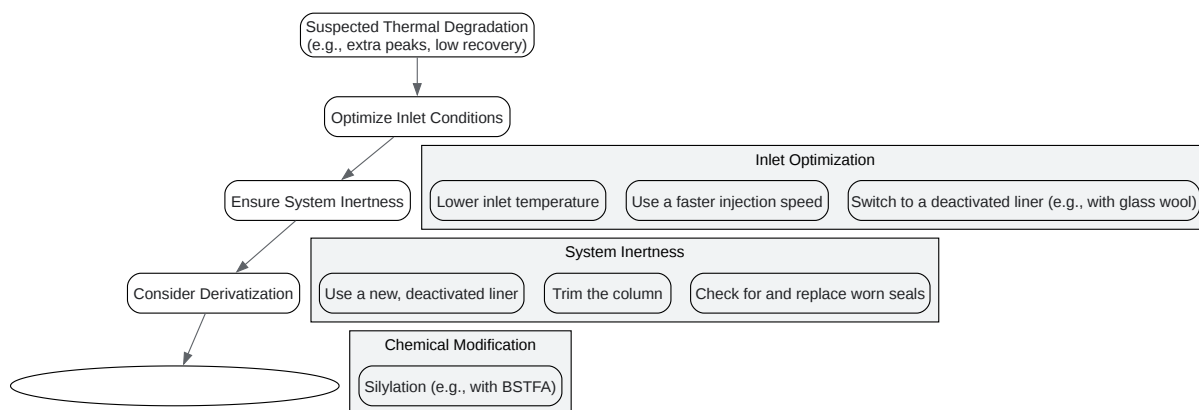 Suspected Thermal Degradation
(e.g., extra peaks, low recovery)
Optimize Inlet Conditions
Inlet Optimization
Ensure System Inertness
Lower inlet temperature
Use a faster injection speed
Switch to a deactivated liner (e.g., with glass wool)
System Inertness
Consider Derivatization
Use a new, deactivated liner
Trim the column
Check for and replace worn seals
Chemical Modification
Silylation (e.g., with BSTFA)